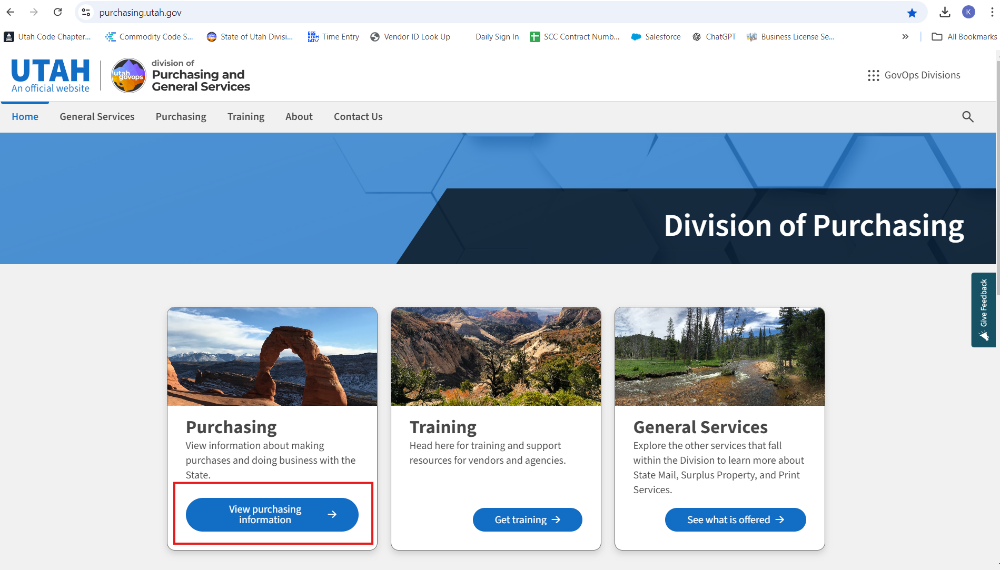 purchasing.utah.gov
K
Utah Code Chapter...
Commodity Code S...
State of Utah Divisi...
ESS UTAH GOV
Time Entry
Vendor ID Look Up
Daily Sign In
SCC Contract Numb...
Salesforce
ChatGPT
Business License Se...
All Bookmarks
UTAH
An official website
utah
govops
division of
Purchasing and
General Services
GovOps Divisions
Home
General Services
Purchasing
Training
About
Contact Us
Division of Purchasing
Give Feedback
Purchasing
View information about making
purchases and doing business with the
State.
View purchasing
information
Training
Head here for training and support
resources for vendors and agencies.
Get training
General Services
Explore the other services that fall
within the Division to learn more about
State Mail, Surplus Property, and Print
Services.
See what is offered